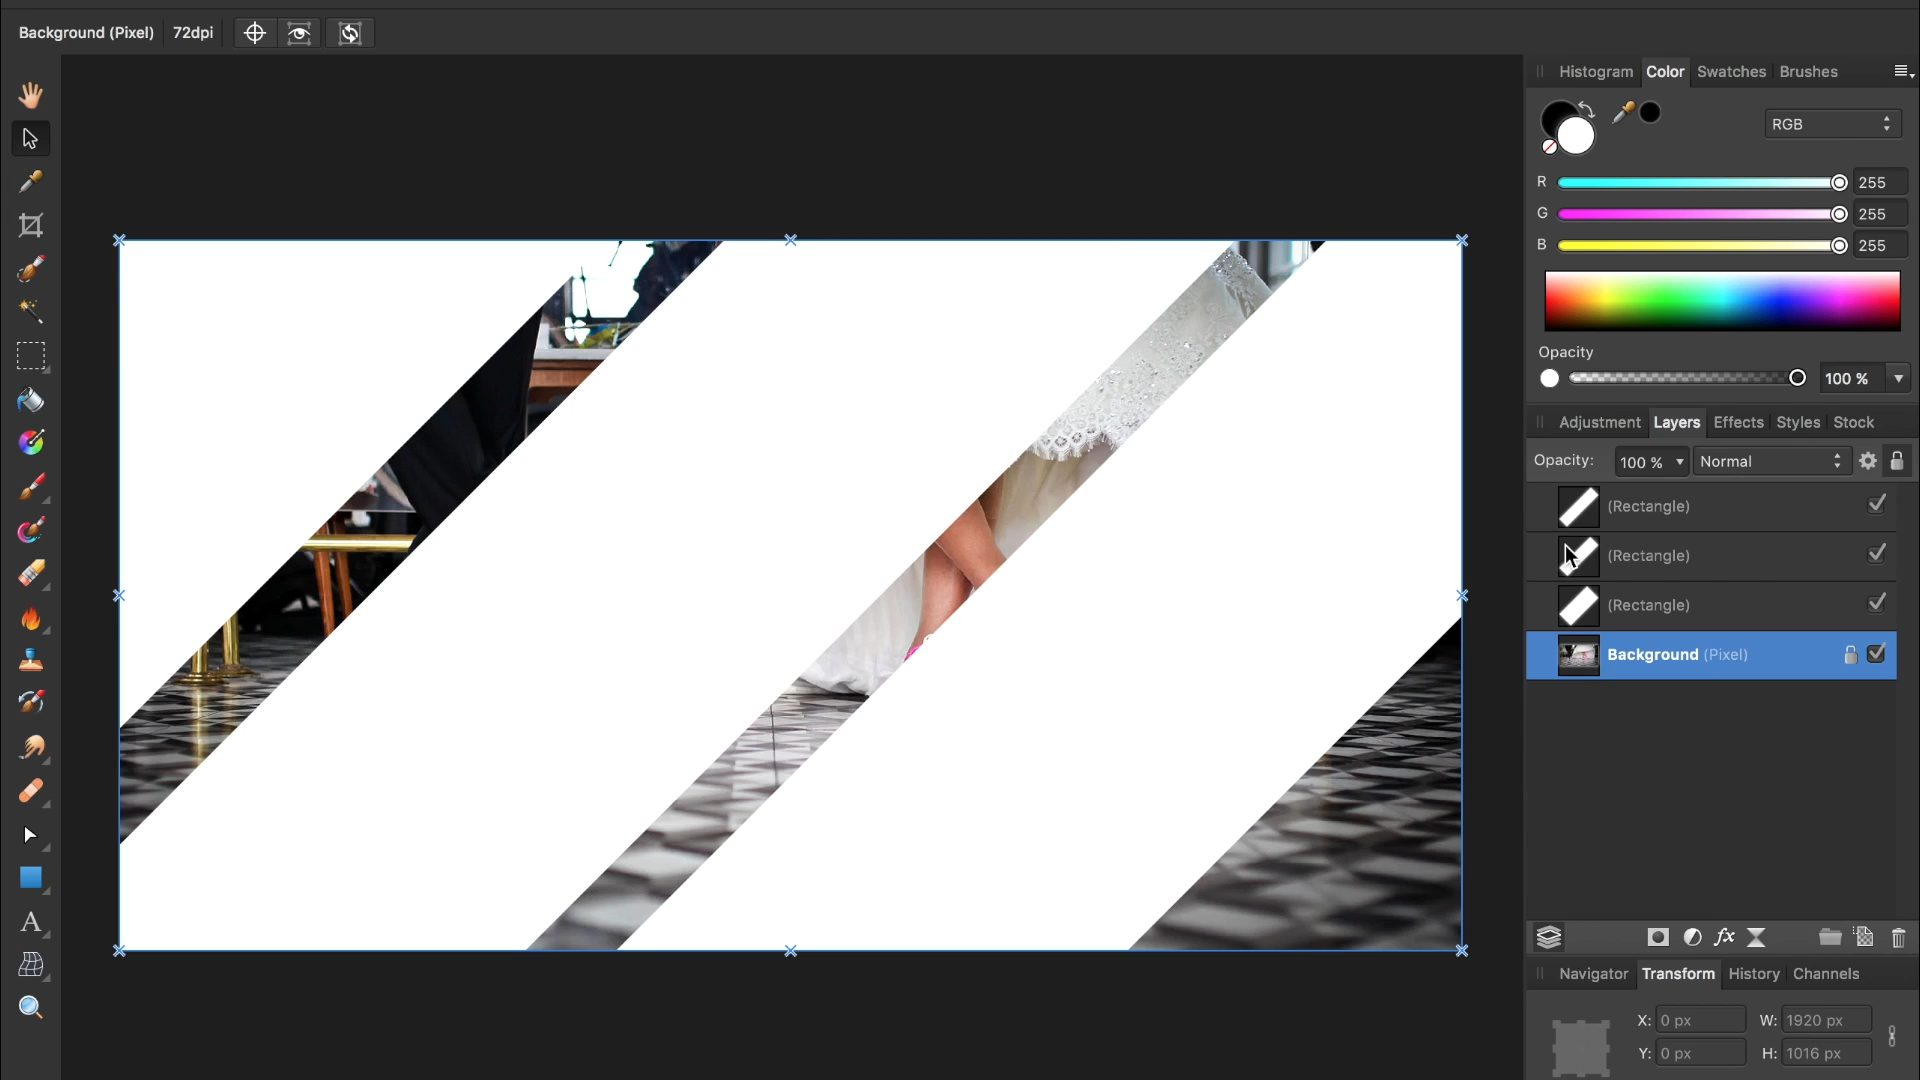 Background (Pixel) 72dpi
Histogram Color Swatches Brushes
RGB
R 255
G 255
B 255
Opacity
100 %
Adjustment Layers Effects Styles Stock
Opacity: 100 % Normal
(Rectangle)
(Rectangle)
(Rectangle)
Background (Pixel)
fx
A
Navigator Transform History Channels
X: 0 px W: 1920 px
Y: 0 px H: 1016 px